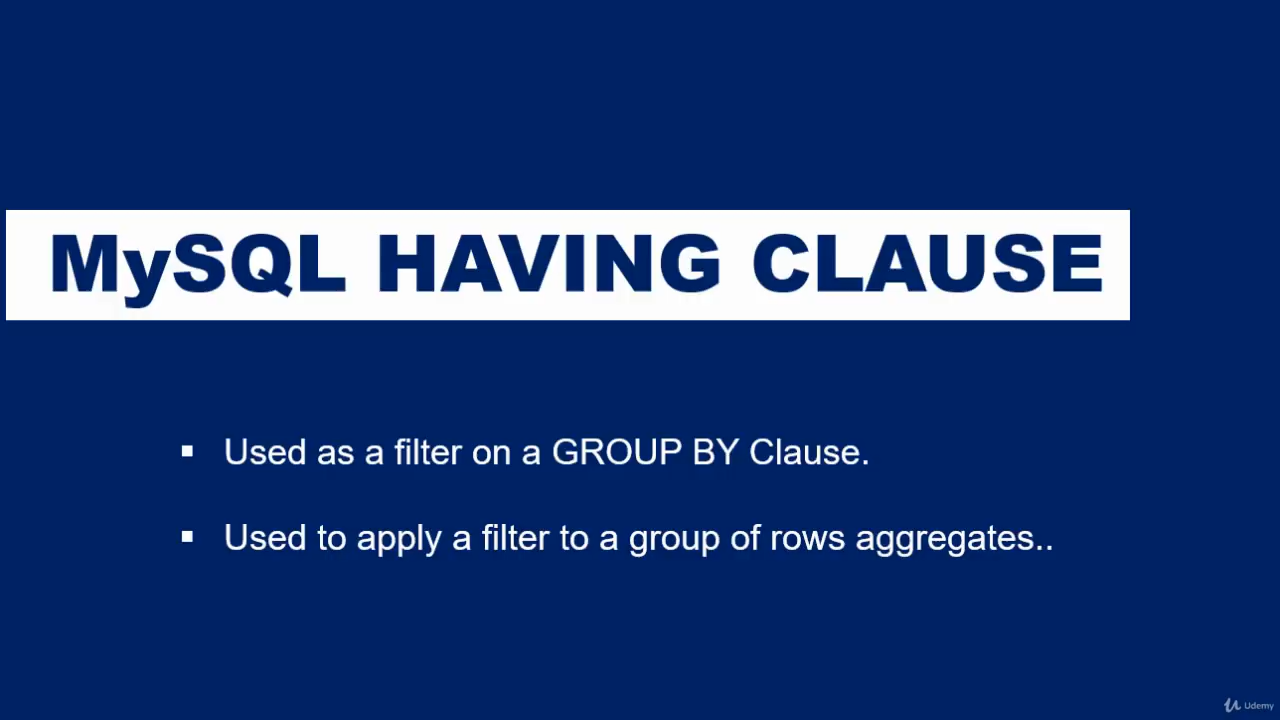 MySQL HAVING CLAUSE
▪ Used as a filter on a GROUP BY Clause.
▪ Used to apply a filter to a group of rows aggregates..
Udemy